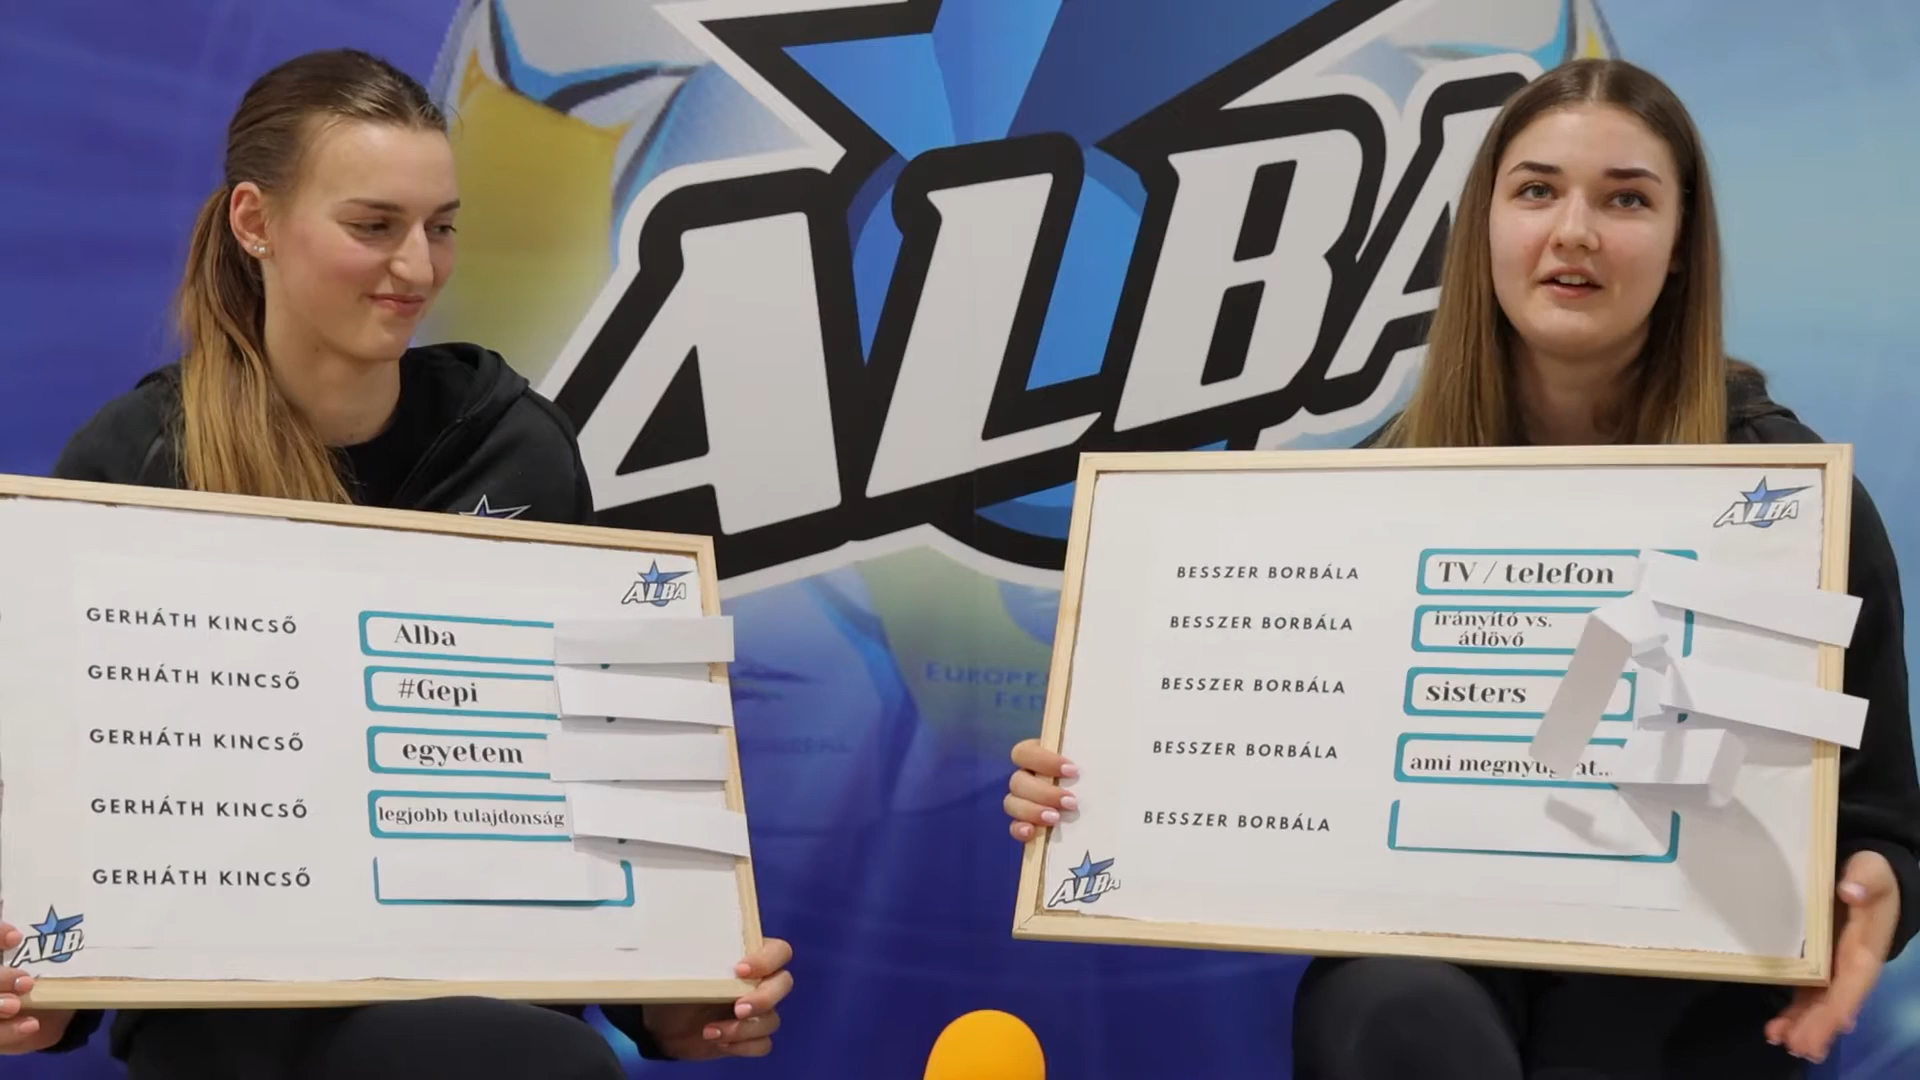 ALBA
ALBA
GERHÁTH KINCSŐ Alba
GERHÁTH KINCSŐ #Gepi
GERHÁTH KINCSŐ egyetem
GERHÁTH KINCSŐ legjobb tulajdonság
GERHÁTH KINCSŐ
ALBA
ALBA
BESSZER BORBÁLA TV / telefon
BESSZER BORBÁLA irányító vs.
átlövő
BESSZER BORBÁLA sisters
BESSZER BORBÁLA ami
BESSZER BORBÁLA
ALBA